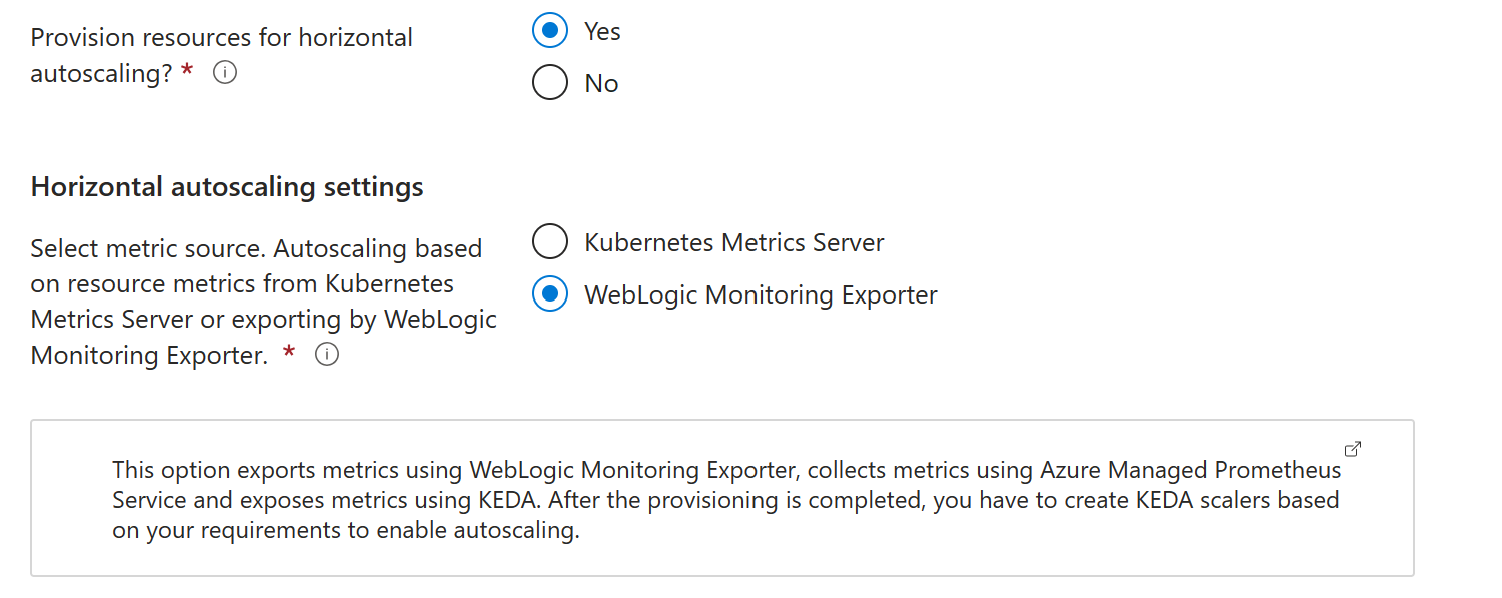 Provision resources for horizontal
autoscaling? *
Yes
No
Horizontal autoscaling settings
Select metric source. Autoscaling based
on resource metrics from Kubernetes
Metrics Server or exporting by WebLogic
Monitoring Exporter. *
Kubernetes Metrics Server
WebLogic Monitoring Exporter
This option exports metrics using WebLogic Monitoring Exporter, collects metrics using Azure Managed Prometheus
Service and exposes metrics using KEDA. After the provisioning is completed, you have to create KEDA scalers based
on your requirements to enable autoscaling.